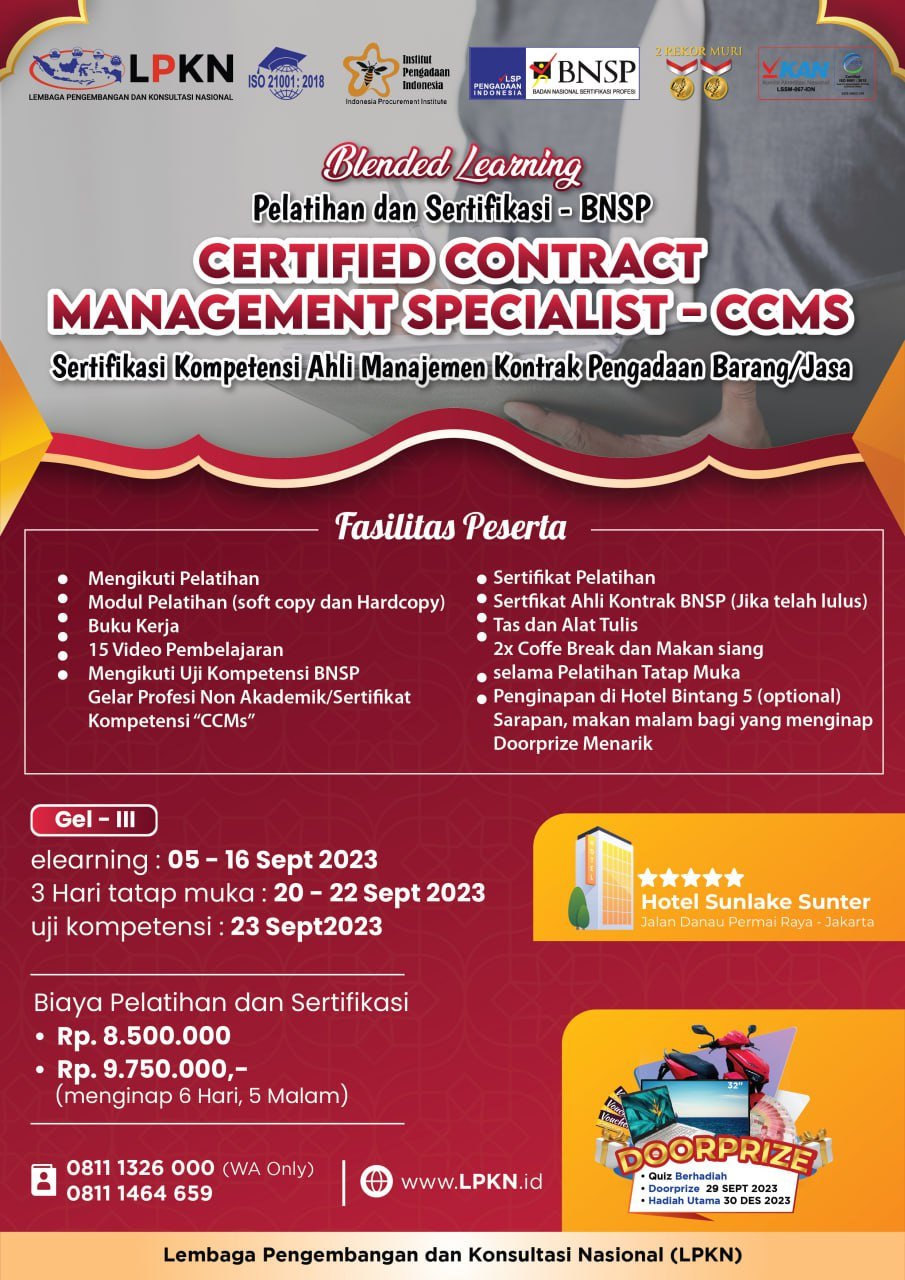 LPKN
LEMBAGA PENGEMBANGAN DAN KONSULTASI NASIONAL
ISO 21001: 2018
Institut
Pengadaan
Indonesia
Indonesia Procurement Institute
LSP
PENGADAAN
INDONESIA
BNSP
BADAN NASIONAL SERTIFIKASI PROFESI
2 REKOR MURI
KAN
Komite Akreditasi Nasional
LSSM-067-IDN
Blended Learning
Pelatihan dan Sertifikasi - BNSP
CERTIFIED CONTRACT
MANAGEMENT SPECIALIST - CCMS
Sertifikasi Kompetensi Ahli Manajemen Kontrak Pengadaan Barang/Jasa
Fasilitas Peserta
• Mengikuti Pelatihan
• Modul Pelatihan (soft copy dan Hardcopy)
• Buku Kerja
• 15 Video Pembelajaran
• Mengikuti Uji Kompetensi BNSP
Gelar Profesi Non Akademik/Sertifikat
Kompetensi “CCMs”
• Sertifikat Pelatihan
• Sertfikat Ahli Kontrak BNSP (Jika telah lulus)
• Tas dan Alat Tulis
• 2x Coffe Break dan Makan siang
• selama Pelatihan Tatap Muka
• Penginapan di Hotel Bintang 5 (optional)
Sarapan, makan malam bagi yang menginap
Doorprize Menarik
Gel - III
elearning : 05 - 16 Sept 2023
3 Hari tatap muka : 20 - 22 Sept 2023
uji kompetensi : 23 Sept2023
HOTEL
Hotel Sunlake Sunter
Jalan Danau Permai Raya - Jakarta
Biaya Pelatihan dan Sertifikasi
• Rp. 8.500.000
• Rp. 9.750.000,-
(menginap 6 Hari, 5 Malam)
32"
Voucher
DOORPRIZE
• Quiz Berhadiah
• Doorprize 29 SEPT 2023
• Hadiah Utama 30 DES 2023
0811 1326 000 (WA Only)
0811 1464 659
www.LPKN.id
Lembaga Pengembangan dan Konsultasi Nasional (LPKN)